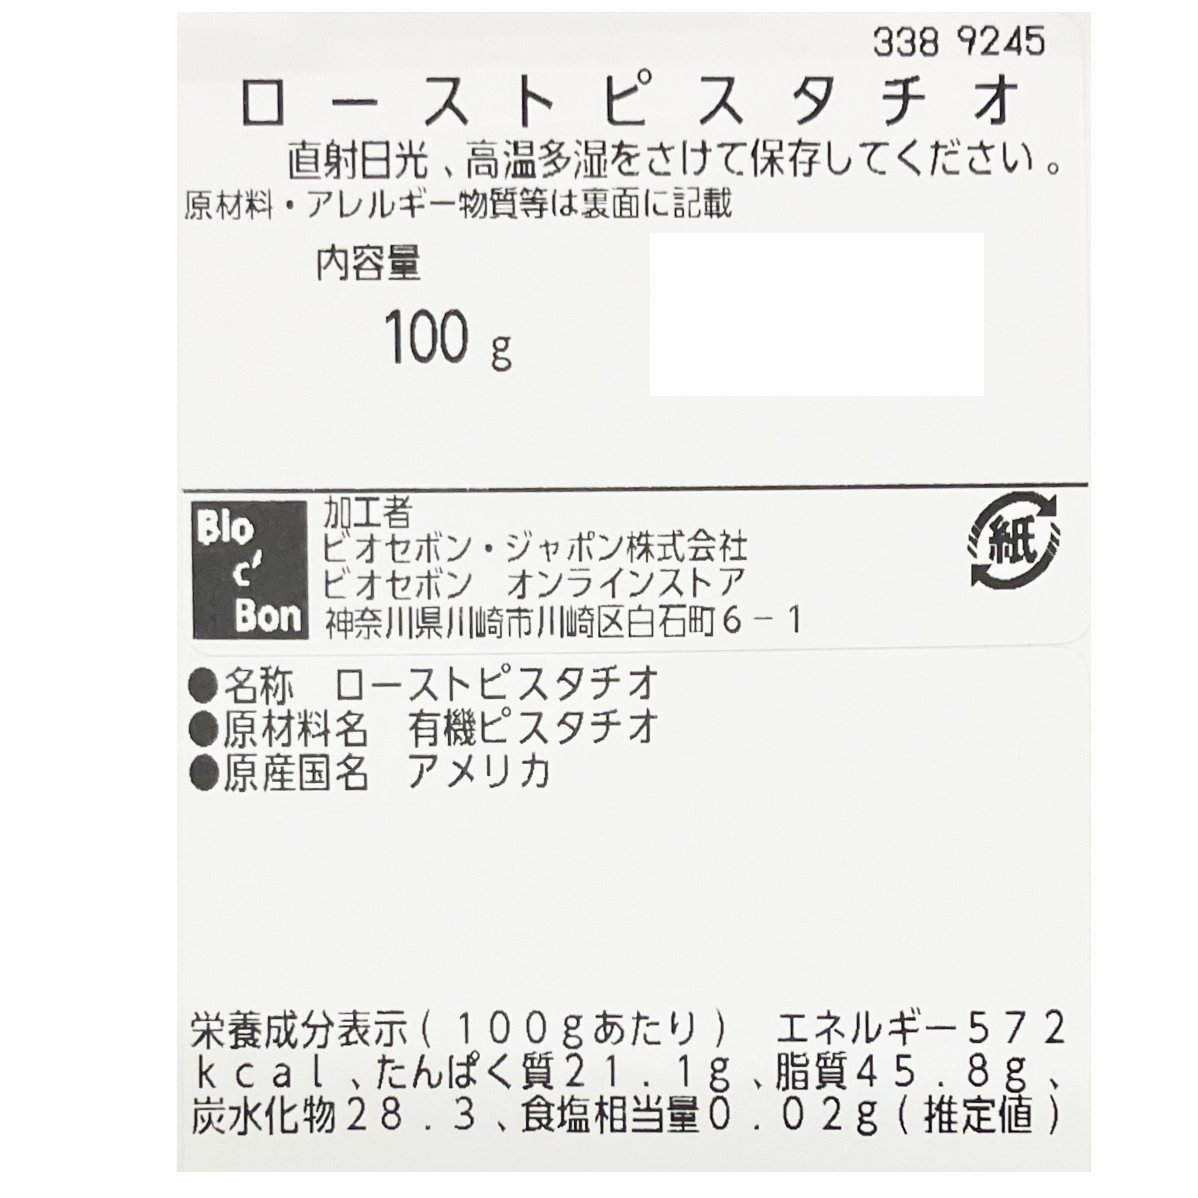 338 9245
ローストピスタチオ
直射日光、高温多湿をさけて保存してください。
原材料・アレルギー物質等は裏面に記載
内容量
100 g
Bio
c'
Bon
加工者
ビオセボン・ジャポン株式会社
ビオセボン　オンラインストア
神奈川県川崎市川崎区白石町6－1
紙
●名称　ローストピスタチオ
●原材料名　有機ピスタチオ
●原産国名　アメリカ
栄養成分表示(100gあたり)　エネルギー572
kcal、たんぱく質21.1g、脂質45.8g、
炭水化物28.3、食塩相当量0.02g(推定値)